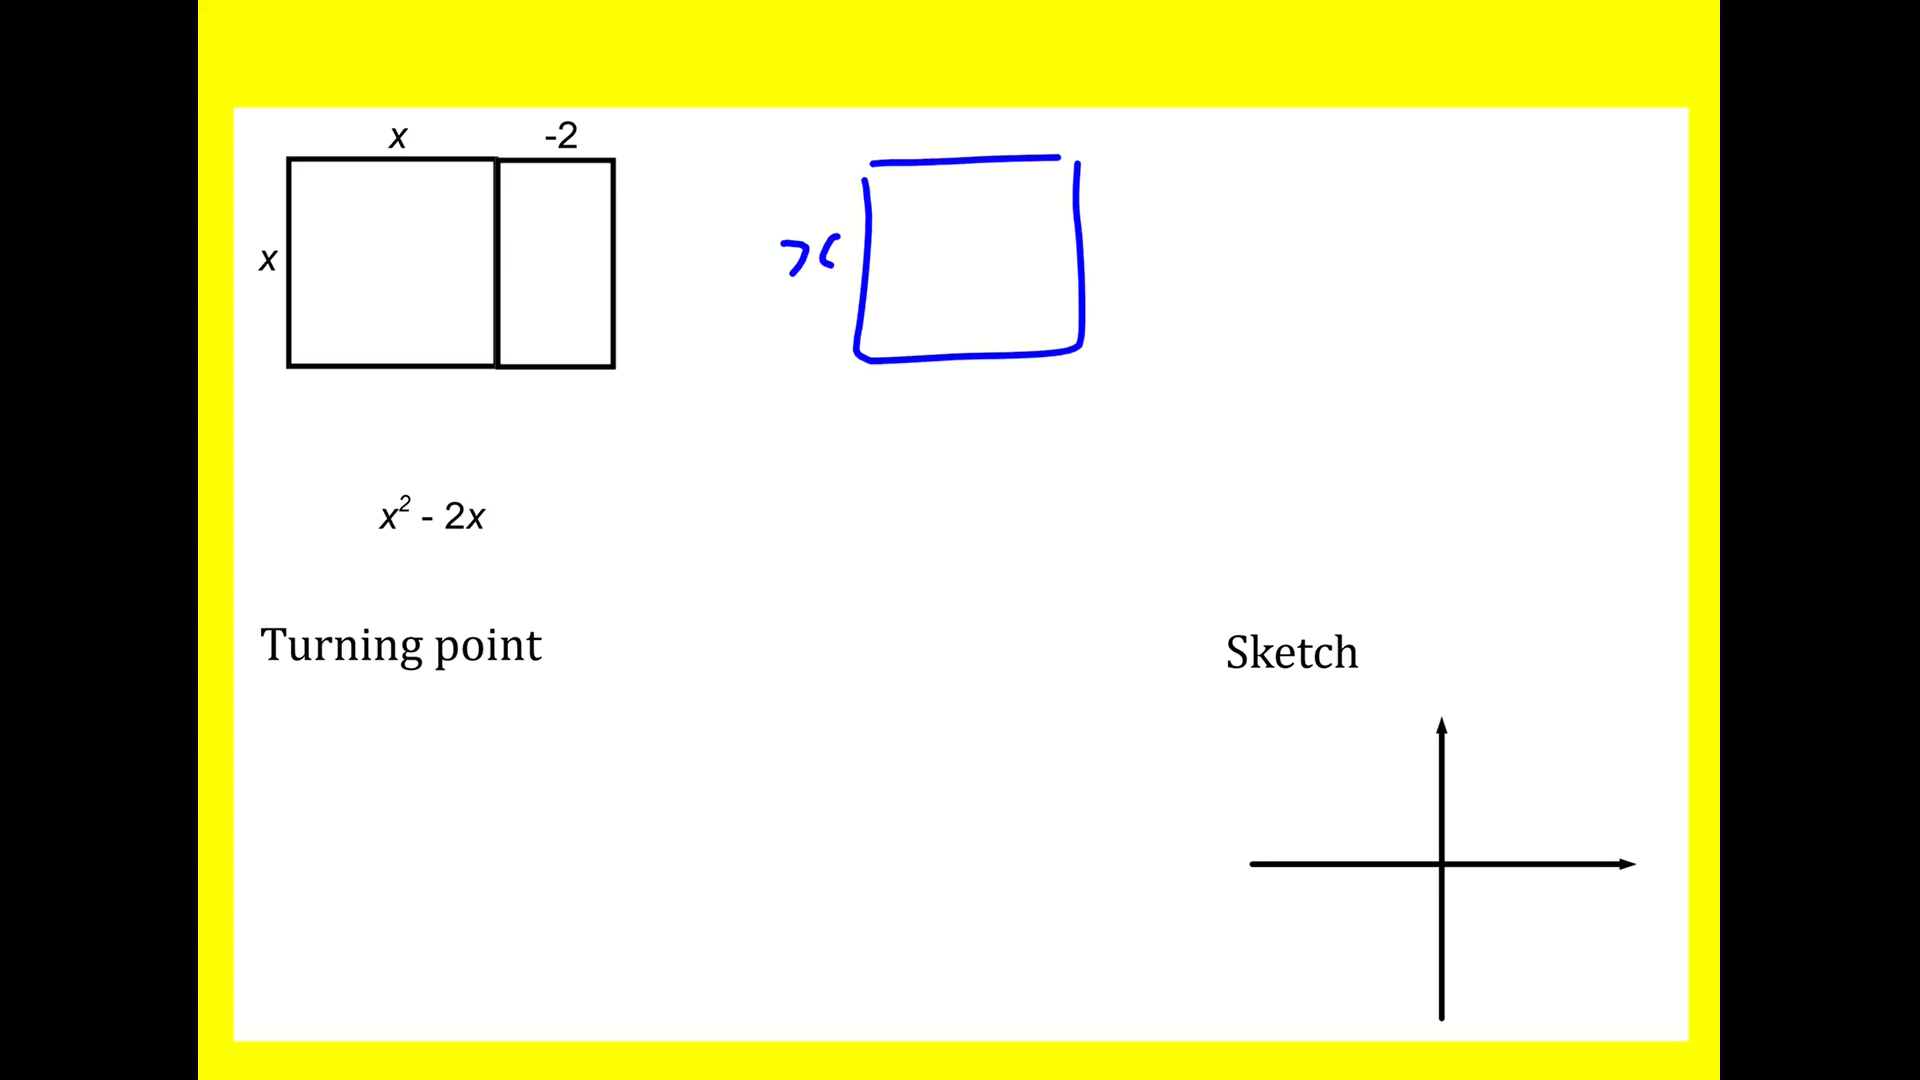 x -2
x x
x² - 2x
Turning point
Sketch